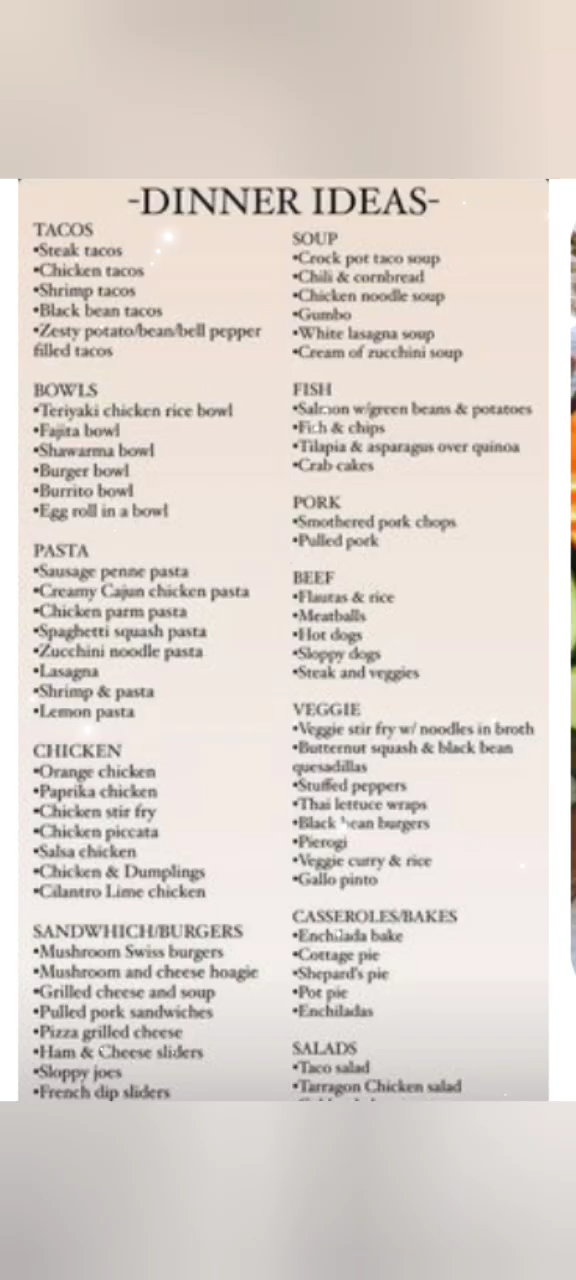 -DINNER IDEAS-
TACOS
•Steak tacos
•Chicken tacos
•Shrimp tacos
•Black bean tacos
•Zesty potato/bean/bell pepper
filled tacos
BOWLS
•Teriyaki chicken rice bowl
•Fajita bowl
•Shawarma bowl
•Burger bowl
•Burrito bowl
•Egg roll in a bowl
PASTA
•Sausage penne pasta
•Creamy Cajun chicken pasta
•Chicken parm pasta
•Spaghetti squash pasta
•Zucchini noodle pasta
•Lasagna
•Shrimp & pasta
•Lemon pasta
CHICKEN
•Orange chicken
•Paprika chicken
•Chicken stir fry
•Chicken piccata
•Salsa chicken
•Chicken & Dumplings
•Cilantro Lime chicken
SANDWHICH/BURGERS
•Mushroom Swiss burgers
•Mushroom and cheese hoagie
•Grilled cheese and soup
•Pulled pork sandwiches
•Pizza grilled cheese
•Ham & Cheese sliders
•Sloppy joes
•French dip sliders
SOUP
•Crock pot taco soup
•Chili & cornbread
•Chicken noodle soup
•Gumbo
•White lasagna soup
•Cream of zucchini soup
FISH
•Salmon w/green beans & potatoes
•Fish & chips
•Tilapia & asparagus over quinoa
•Crab cakes
PORK
•Smothered pork chops
•Pulled pork
BEEF
•Flautas & rice
•Meatballs
•Hot dogs
•Sloppy dogs
•Steak and veggies
VEGGIE
•Veggie stir fry w/ noodles in broth
•Butternut squash & black bean
quesadillas
•Stuffed peppers
•Thai lettuce wraps
•Black bean burgers
•Pierogi
•Veggie curry & rice
•Gallo pinto
CASSEROLES/BAKES
•Enchilada bake
•Cottage pie
•Shepard's pie
•Pot pie
•Enchiladas
SALADS
•Taco salad
•Tarragon Chicken salad